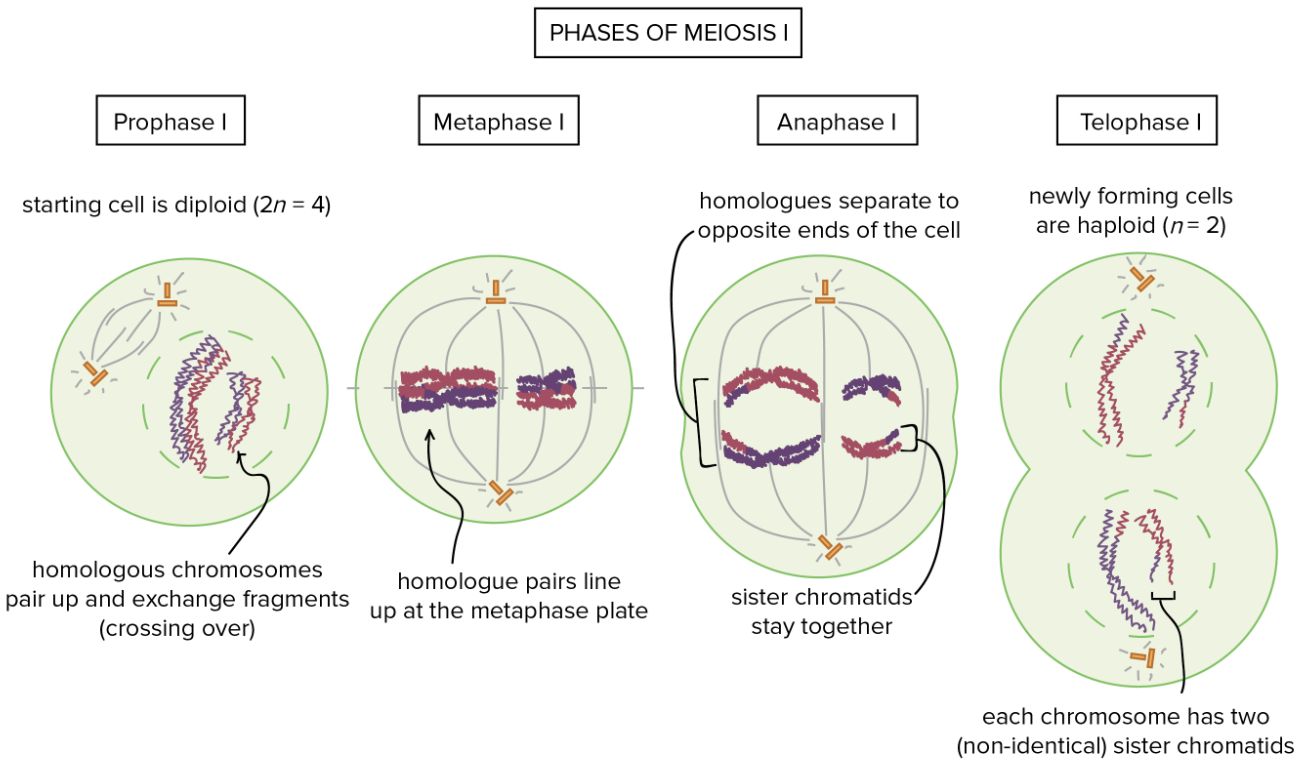 PHASES OF MEIOSIS I
Prophase I
Metaphase I
Anaphase I
Telophase I
starting cell is diploid (2n = 4)
homologues separate to
opposite ends of the cell
newly forming cells
are haploid (n = 2)
homologous chromosomes
pair up and exchange fragments
(crossing over)
homologue pairs line
up at the metaphase plate
sister chromatids
stay together
each chromosome has two
(non-identical) sister chromatids